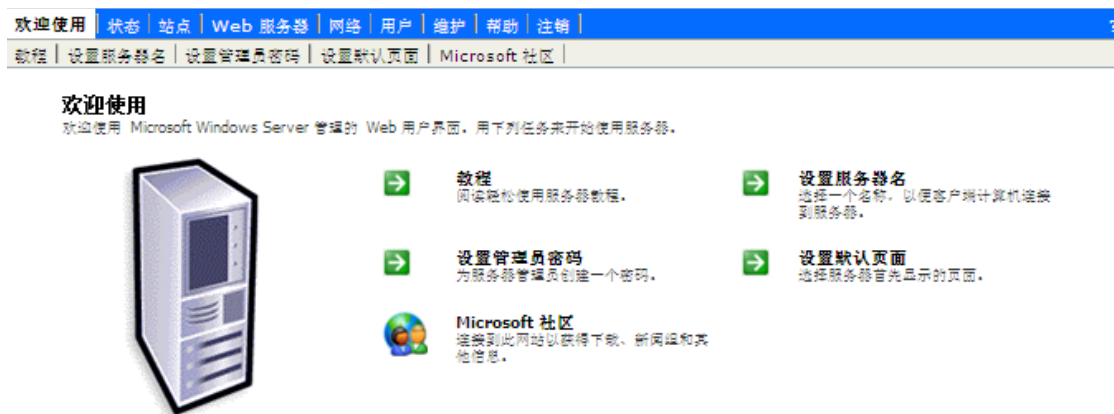 欢迎使用 状态 站点 Web 服务器 网络 用户 维护 帮助 注销
教程 设置服务器名 设置管理员密码 设置默认页面 Microsoft 社区
欢迎使用
欢迎使用 Microsoft Windows Server 管理的 Web 用户界面。用下列任务来开始使用服务器。
教程
阅读轻松使用服务器教程。
设置服务器名
选择一个名称，以便客户端计算机连接
到服务器。
设置管理员密码
为服务器管理员创建一个密码。
设置默认页面
选择服务器首先显示的页面。
Microsoft 社区
连接到此网站以获得下载、新闻组和其
他信息。